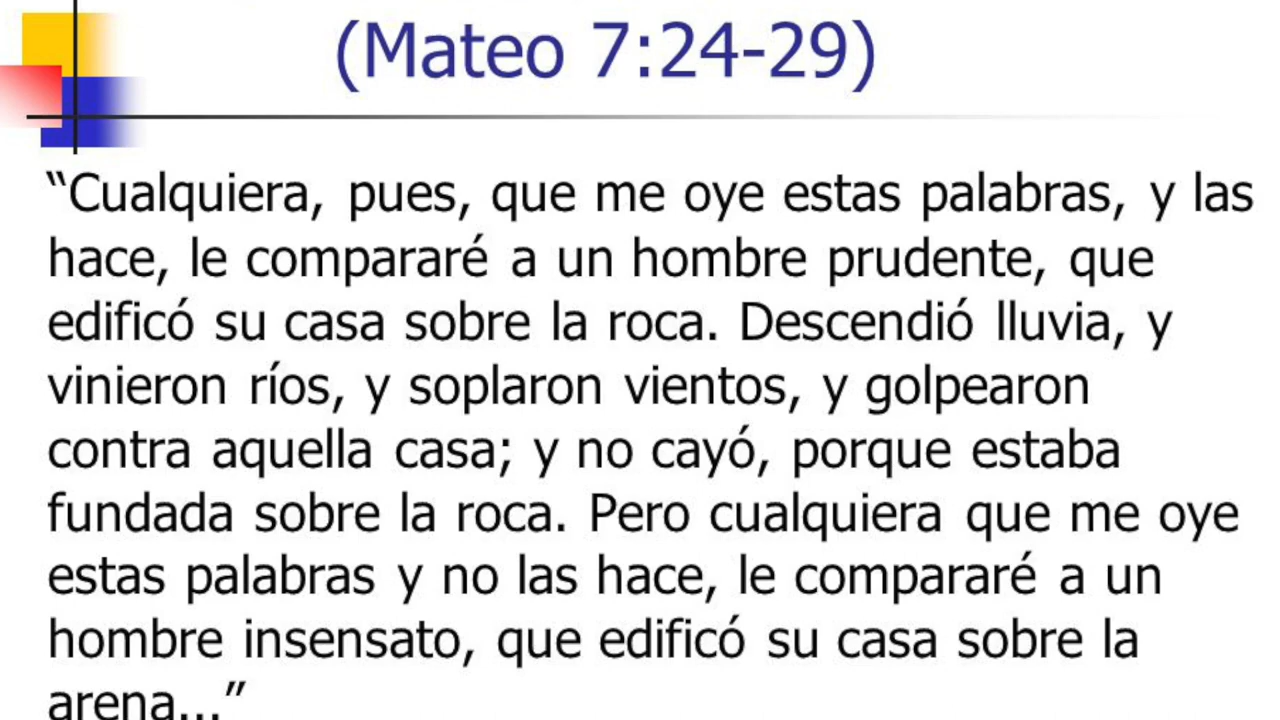 (Mateo 7:24-29)
“Cualquiera, pues, que me oye estas palabras, y las
hace, le compararé a un hombre prudente, que
edificó su casa sobre la roca. Descendió lluvia, y
vinieron ríos, y soplaron vientos, y golpearon
contra aquella casa; y no cayó, porque estaba
fundada sobre la roca. Pero cualquiera que me oye
estas palabras y no las hace, le compararé a un
hombre insensato, que edificó su casa sobre la
arena...”